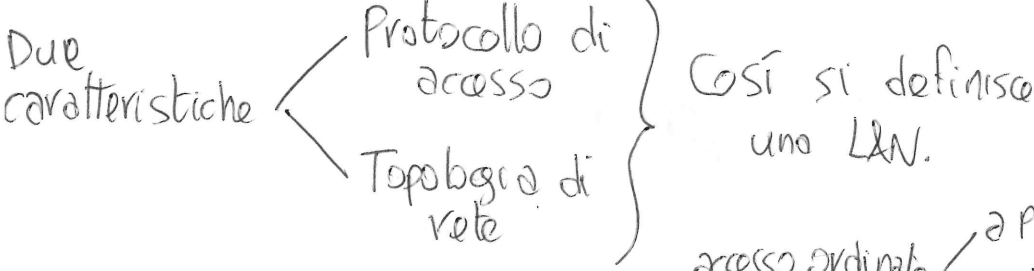 Due
caratteristiche
Protocollo di
accesso
Topologia di
rete
Così si definisce
una LAN.
accesso ordinato
a